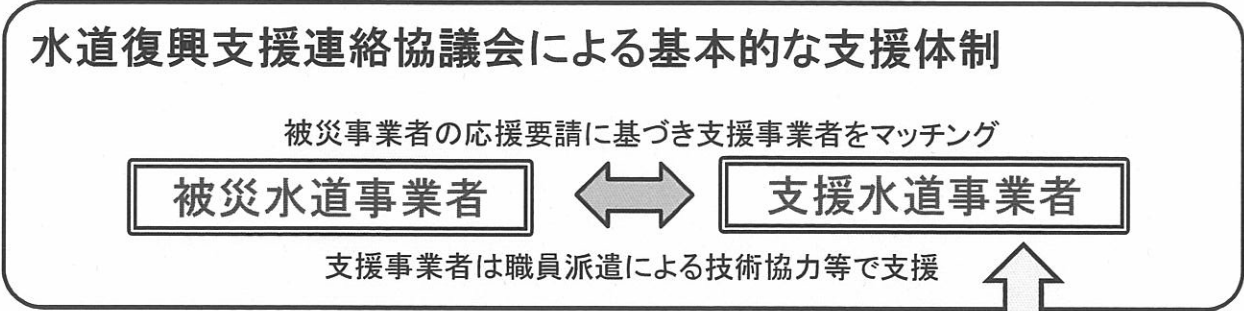 水道復興支援連絡協議会による基本的な支援体制
被災事業者の応援要請に基づき支援事業者をマッチング
被災水道事業者
支援水道事業者
支援事業者は職員派遣による技術協力等で支援